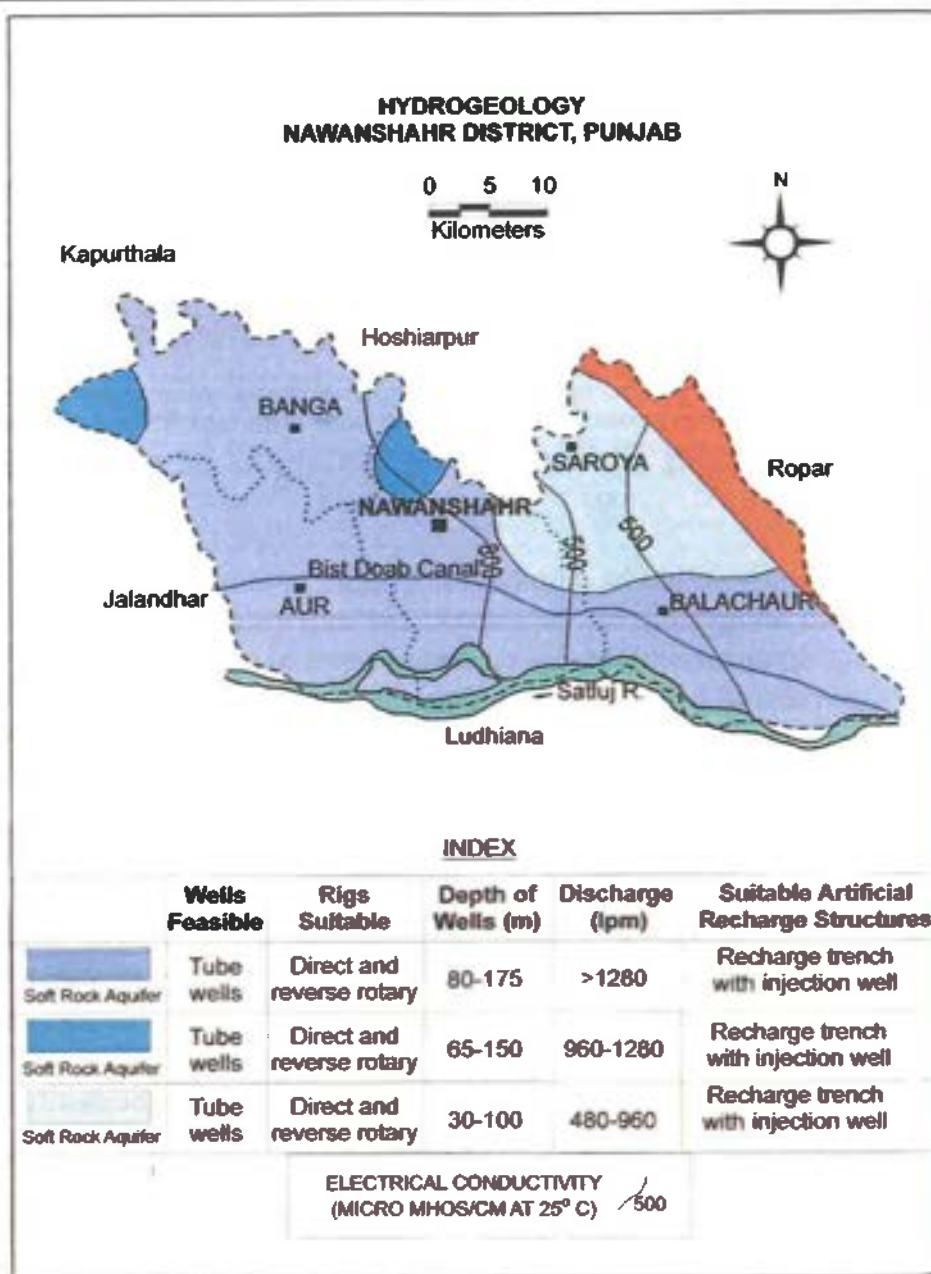 HYDROGEOLOGY
NAWANSHAHR DISTRICT, PUNJAB
0 5 10
Kilometers
N
Kapurthala
Hoshiarpur
BANGA
SAROYA
Ropar
NAWANSHAHR
500
500
Bist Doab Canal
Jalandhar
AUR
BALACHAUR
Satluj R.
Ludhiana
INDEX
Wells Feasible
Rigs Suitable
Depth of Wells (m)
Discharge (lpm)
Suitable Artificial Recharge Structures
Soft Rock Aquifer
Tube wells
Direct and reverse rotary
80-175
>1280
Recharge trench with injection well
Soft Rock Aquifer
Tube wells
Direct and reverse rotary
65-150
960-1280
Recharge trench with injection well
Soft Rock Aquifer
Tube wells
Direct and reverse rotary
30-100
480-960
Recharge trench with injection well
ELECTRICAL CONDUCTIVITY
(MICRO MHOS/CM AT 25° C) 500